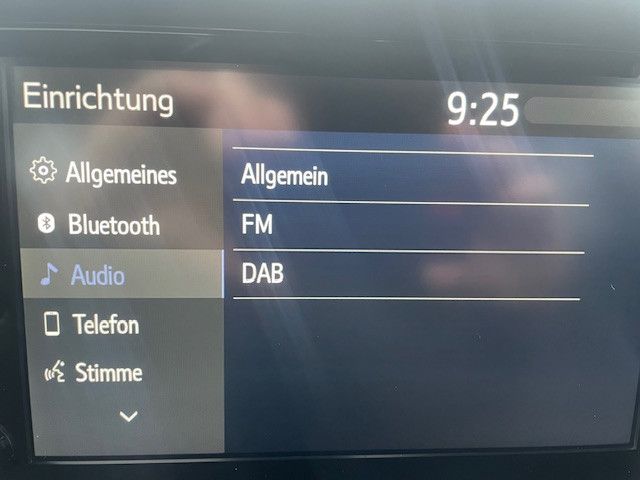 Einrichtung
9:25
Allgemeines
Bluetooth
Audio
Telefon
Stimme
Allgemein
FM
DAB